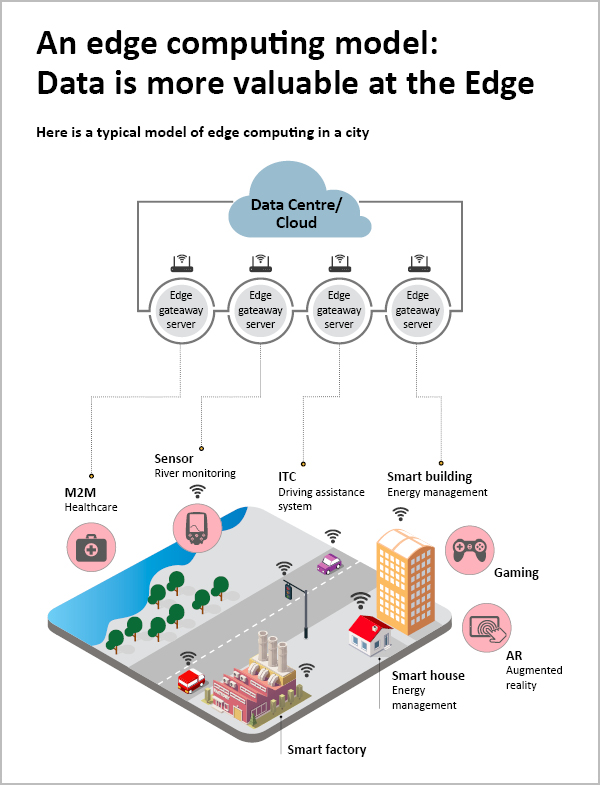 An edge computing model:
Data is more valuable at the Edge
Here is a typical model of edge computing in a city
Data Centre/
Cloud
Edge
gateaway
server
Edge
gateaway
server
Edge
gateaway
server
Edge
gateaway
server
M2M
Healthcare
Sensor
River monitoring
ITC
Driving assistance
system
Smart building
Energy management
Gaming
AR
Augmented
reality
Smart house
Energy
management
Smart factory